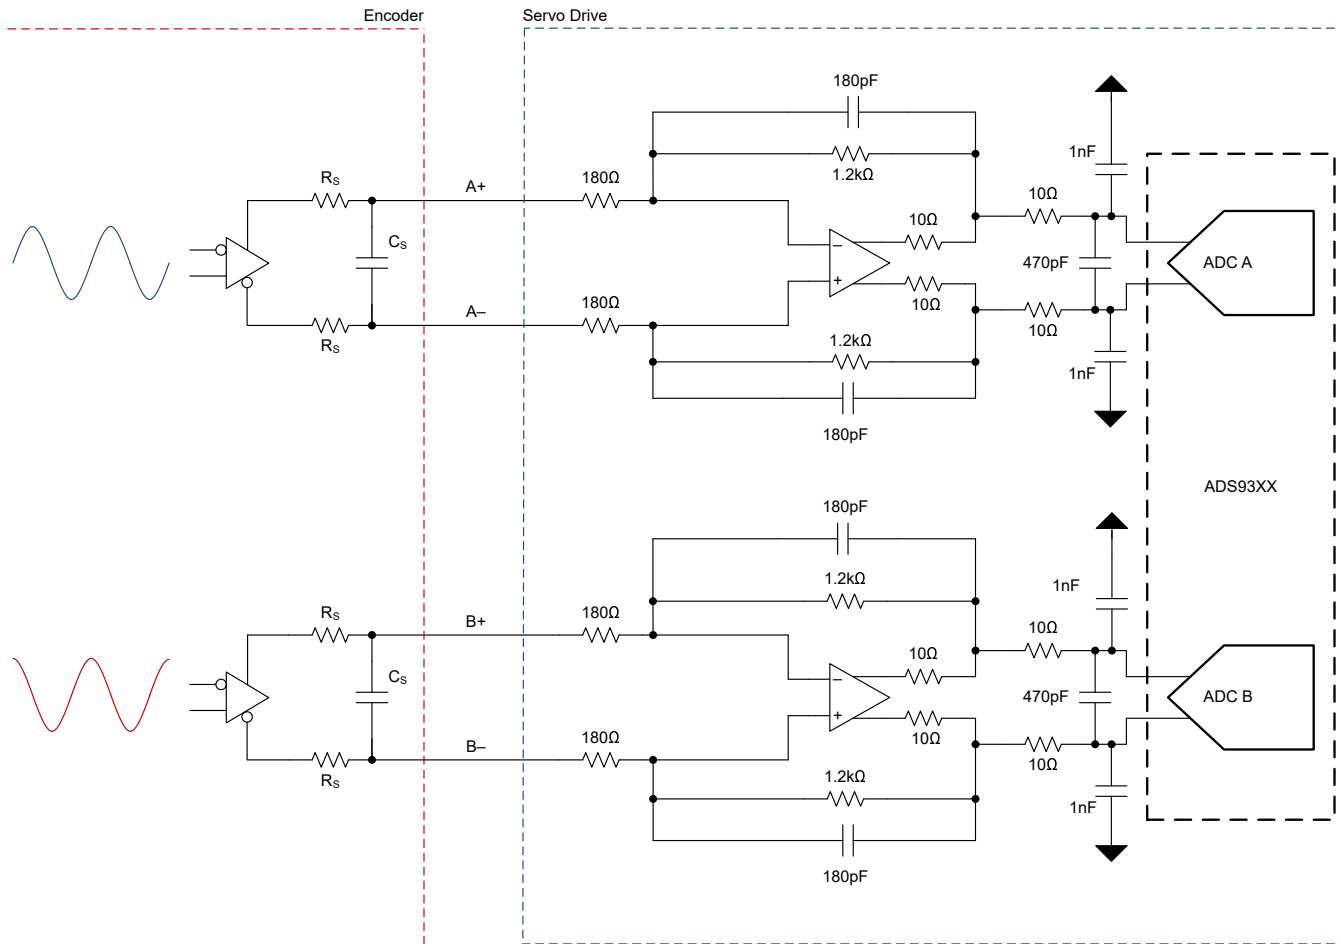 Encoder
Servo Drive
180pF
1.2kΩ
1nF
RS
A+
180Ω
10Ω
10Ω
CS
–
+
470pF
ADC A
10Ω
RS
A–
180Ω
10Ω
1.2kΩ
1nF
180pF
ADS93XX
180pF
1.2kΩ
1nF
RS
B+
180Ω
10Ω
10Ω
CS
–
+
470pF
ADC B
10Ω
RS
B–
180Ω
10Ω
1.2kΩ
1nF
180pF